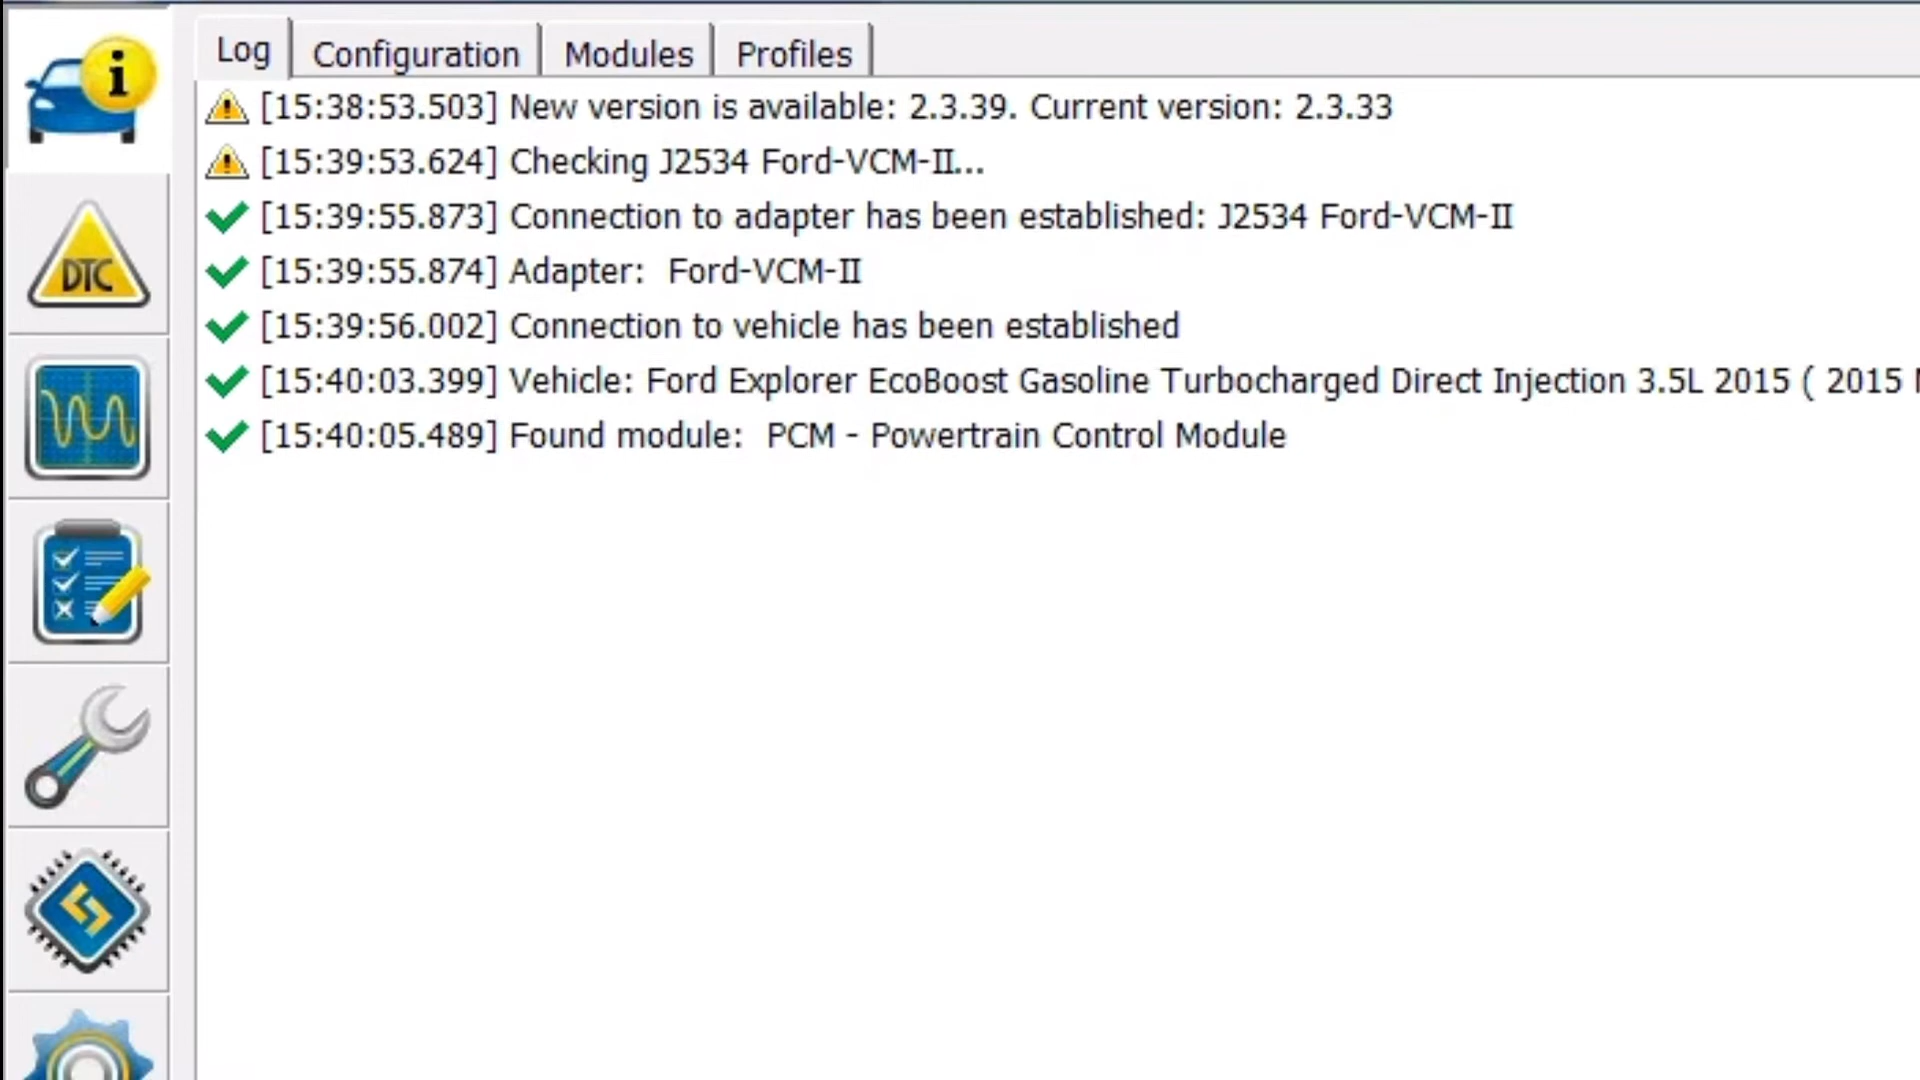 Log
Configuration
Modules
Profiles
[15:38:53.503] New version is available: 2.3.39. Current version: 2.3.33
[15:39:53.624] Checking J2534 Ford-VCM-II...
[15:39:55.873] Connection to adapter has been established: J2534 Ford-VCM-II
[15:39:55.874] Adapter:  Ford-VCM-II
[15:39:56.002] Connection to vehicle has been established
[15:40:03.399] Vehicle: Ford Explorer EcoBoost Gasoline Turbocharged Direct Injection 3.5L 2015 ( 2015
[15:40:05.489] Found module:  PCM - Powertrain Control Module
i
DTC